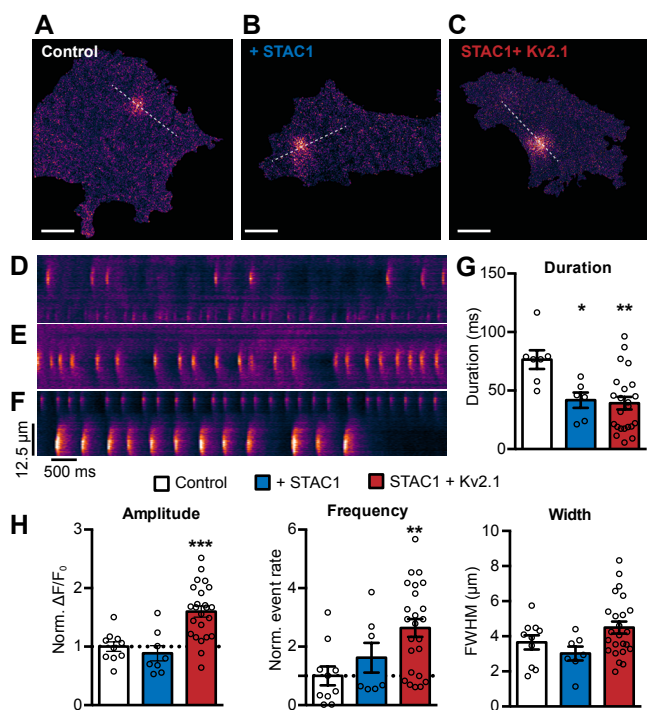 A
Control
B
+ STAC1
C
STAC1+ Kv2.1
D
E
F
12.5 µm
500 ms
G
Duration
Duration (ms)
150
100
50
0
*
**
Control
+ STAC1
STAC1 + Kv2.1
H
Amplitude
Norm. ΔF/F0
3
2
1
0
***
Frequency
Norm. event rate
6
4
2
0
**
Width
FWHM (µm)
10
8
6
4
2
0